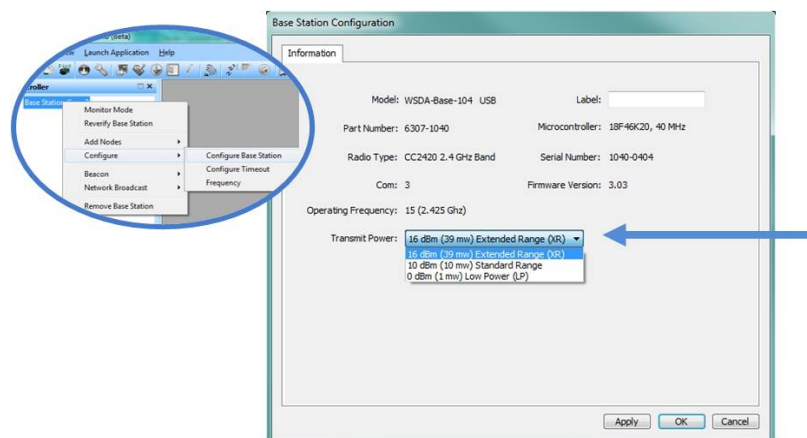 (Beta)
Launch Application Help
Base Station
Monitor Mode
Reverify Base Station
Add Nodes
Configure
Beacon
Network Broadcast
Remove Base Station
Configure Base Station
Configure Timeout
Frequency
Base Station Configuration
Information
Model: WSDA-Base-104 USB Label:
Part Number: 6307-1040 Microcontroller: 18F46K20, 40 MHz
Radio Type: CC2420 2.4 GHz Band Serial Number: 1040-0404
Com: 3 Firmware Version: 3.03
Operating Frequency: 15 (2.425 Ghz)
Transmit Power: 16 dBm (39 mw) Extended Range (XR)
16 dBm (39 mw) Extended Range (XR)
10 dBm (10 mw) Standard Range
0 dBm (1 mw) Low Power (LP)
Apply OK Cancel